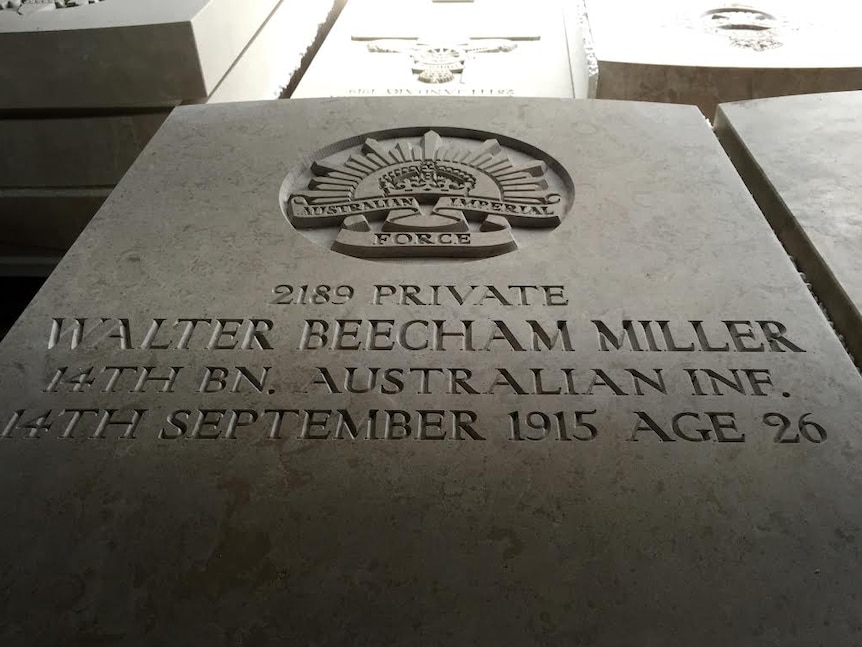 AUSTRALIAN IMPERIAL
FORCE
2189 PRIVATE
WALTER BEECHAM MILLER
14TH BN. AUSTRALIAN INF.
14TH SEPTEMBER 1915 AGE 26